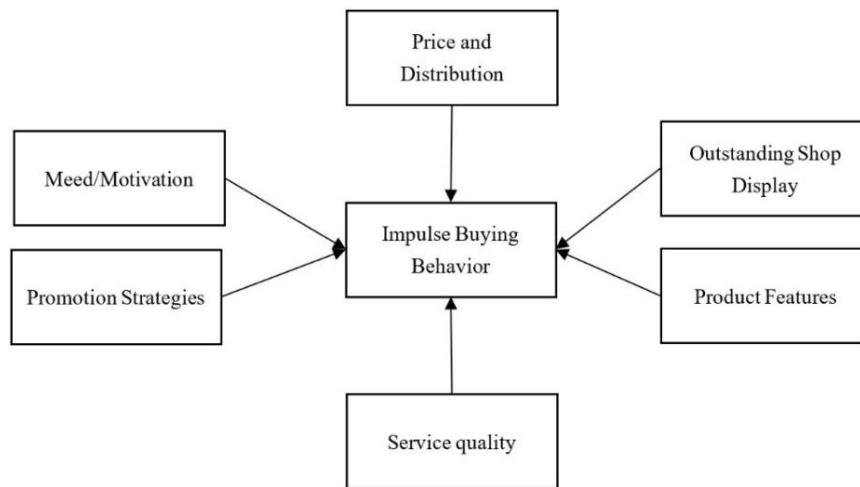 Price and
Distribution
Meed/Motivation
Outstanding Shop
Display
Impulse Buying
Behavior
Promotion Strategies
Product Features
Service quality